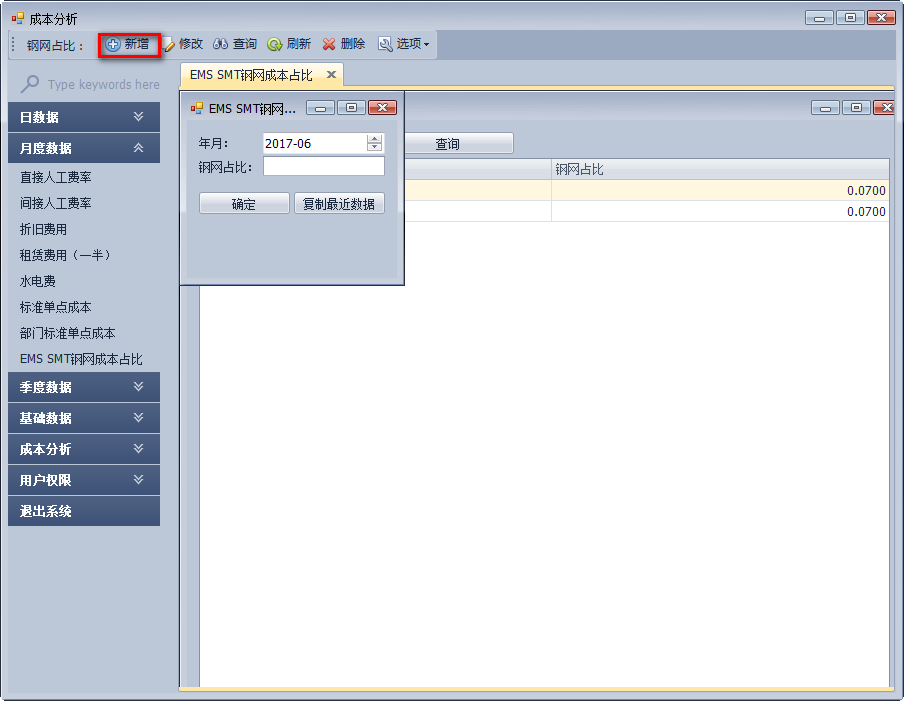 成本分析
钢网占比： 新增 修改 查询 刷新 删除 选项
Type keywords here
EMS SMT钢网成本占比
日数据
月度数据
直接人工费率
间接人工费率
折旧费用
租赁费用（一半）
水电费
标准单点成本
部门标准单点成本
EMS SMT钢网成本占比
季度数据
基础数据
成本分析
用户权限
退出系统
EMS SMT钢网...
年月： 2017-06
钢网占比：
确定 复制最近数据
查询
钢网占比
0.0700
0.0700